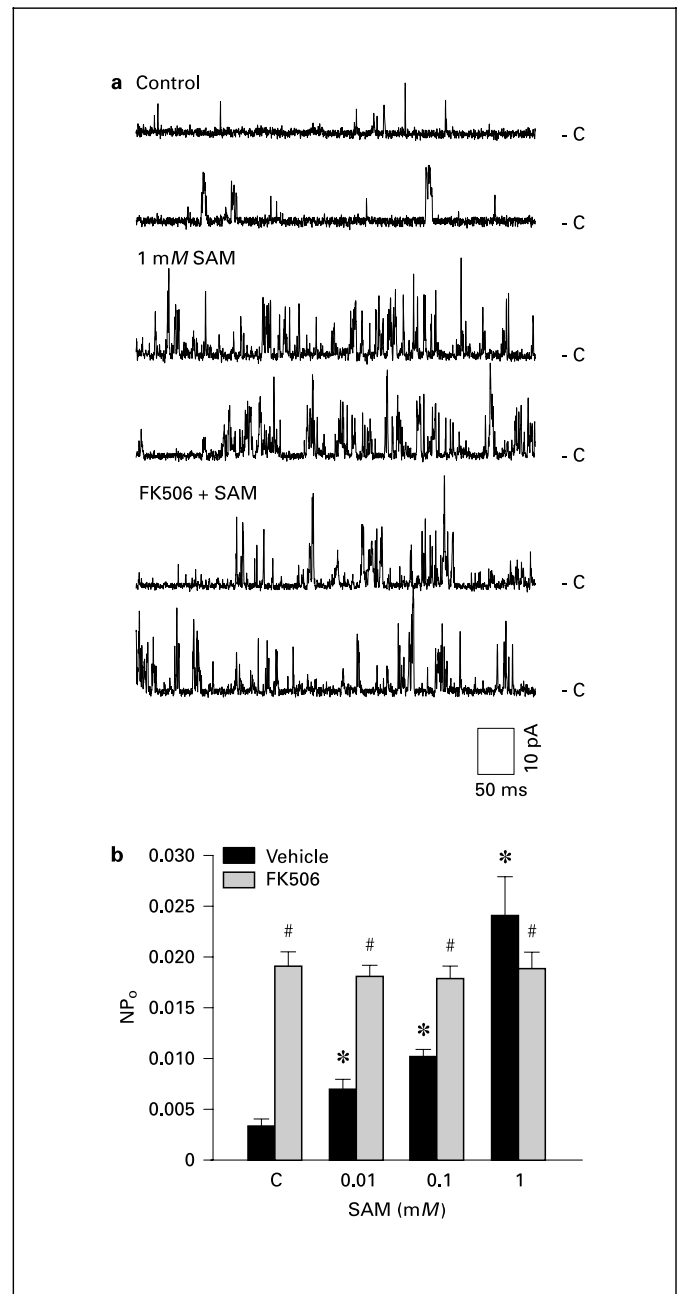 a Control
- C
- C
1 mM SAM
- C
- C
FK506 + SAM
- C
- C
10 pA
50 ms
b
Vehicle
FK506
0.030
0.025
0.020
0.015
0.010
0.005
0
NPo
*
# # # #
* *
C 0.01 0.1 1
SAM (mM)